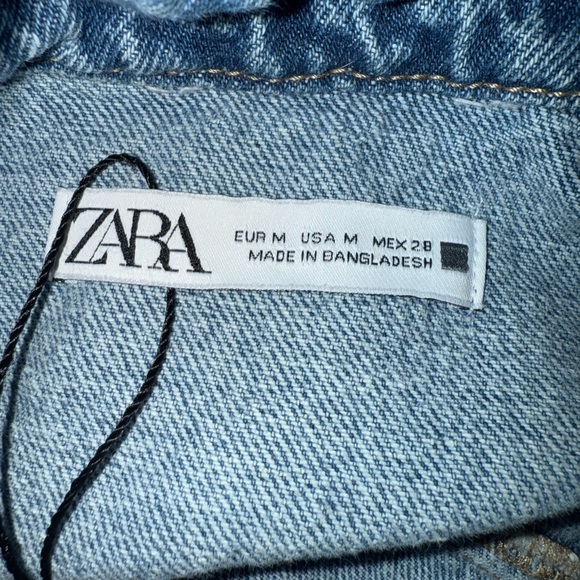 ZARA
EUR M USA M MEX 28
MADE IN BANGLADESH